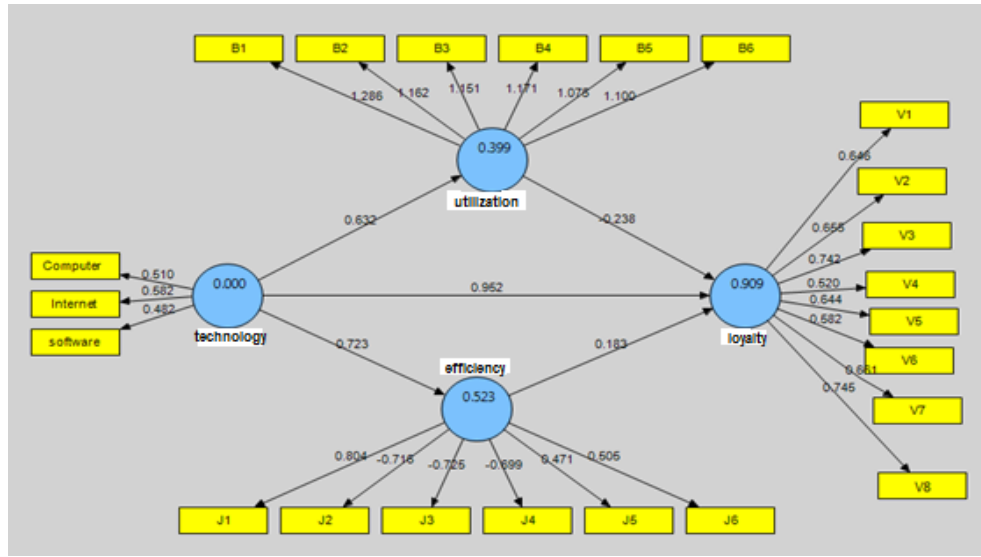 B1 B2 B3 B4 B5 B6
1.286 1.162 1.151 1.171 1.075 1.100
0.399
utilization
V1
0.646
V2
0.655
V3
0.742
0.632
-0.238
Computer
0.510
0.000
0.952
0.909
0.520
V4
Internet
0.582
0.644
V5
software
0.482
technology
loyalty
0.582
V6
0.723
0.183
efficiency
0.661
0.745
V7
0.523
0.804 -0.716 -0.725 -0.699 0.471 0.505
V8
J1 J2 J3 J4 J5 J6